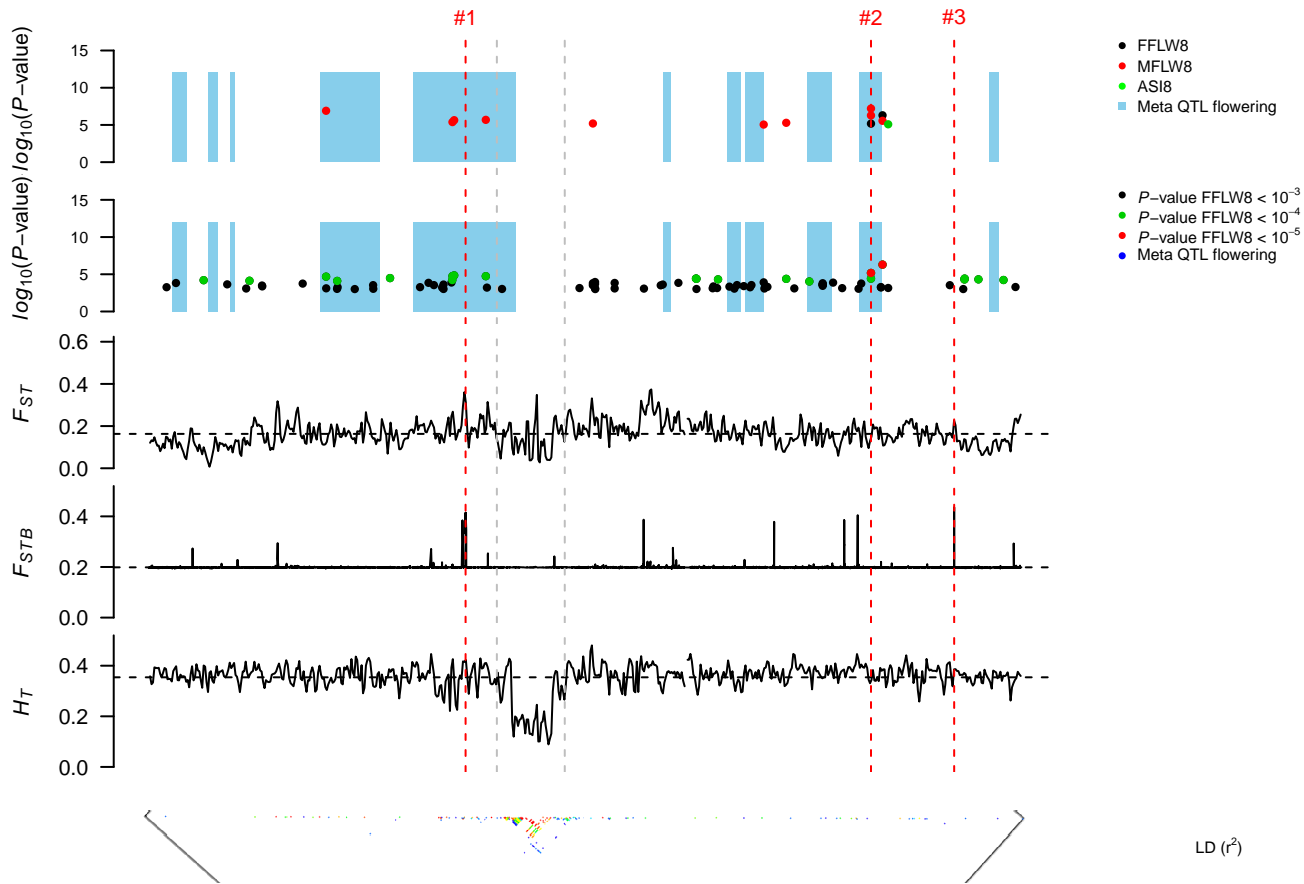 #1
#2
#3
15
10
5
0
log10(P−value)
FFLW8
MFLW8
ASI8
Meta QTL flowering
15
10
5
0
log10(P−value)
P−value FFLW8 < 10−3
P−value FFLW8 < 10−4
P−value FFLW8 < 10−5
Meta QTL flowering
0.6
0.4
0.2
0.0
FST
0.4
0.2
0.0
FSTB
0.4
0.2
0.0
HT
LD (r2)